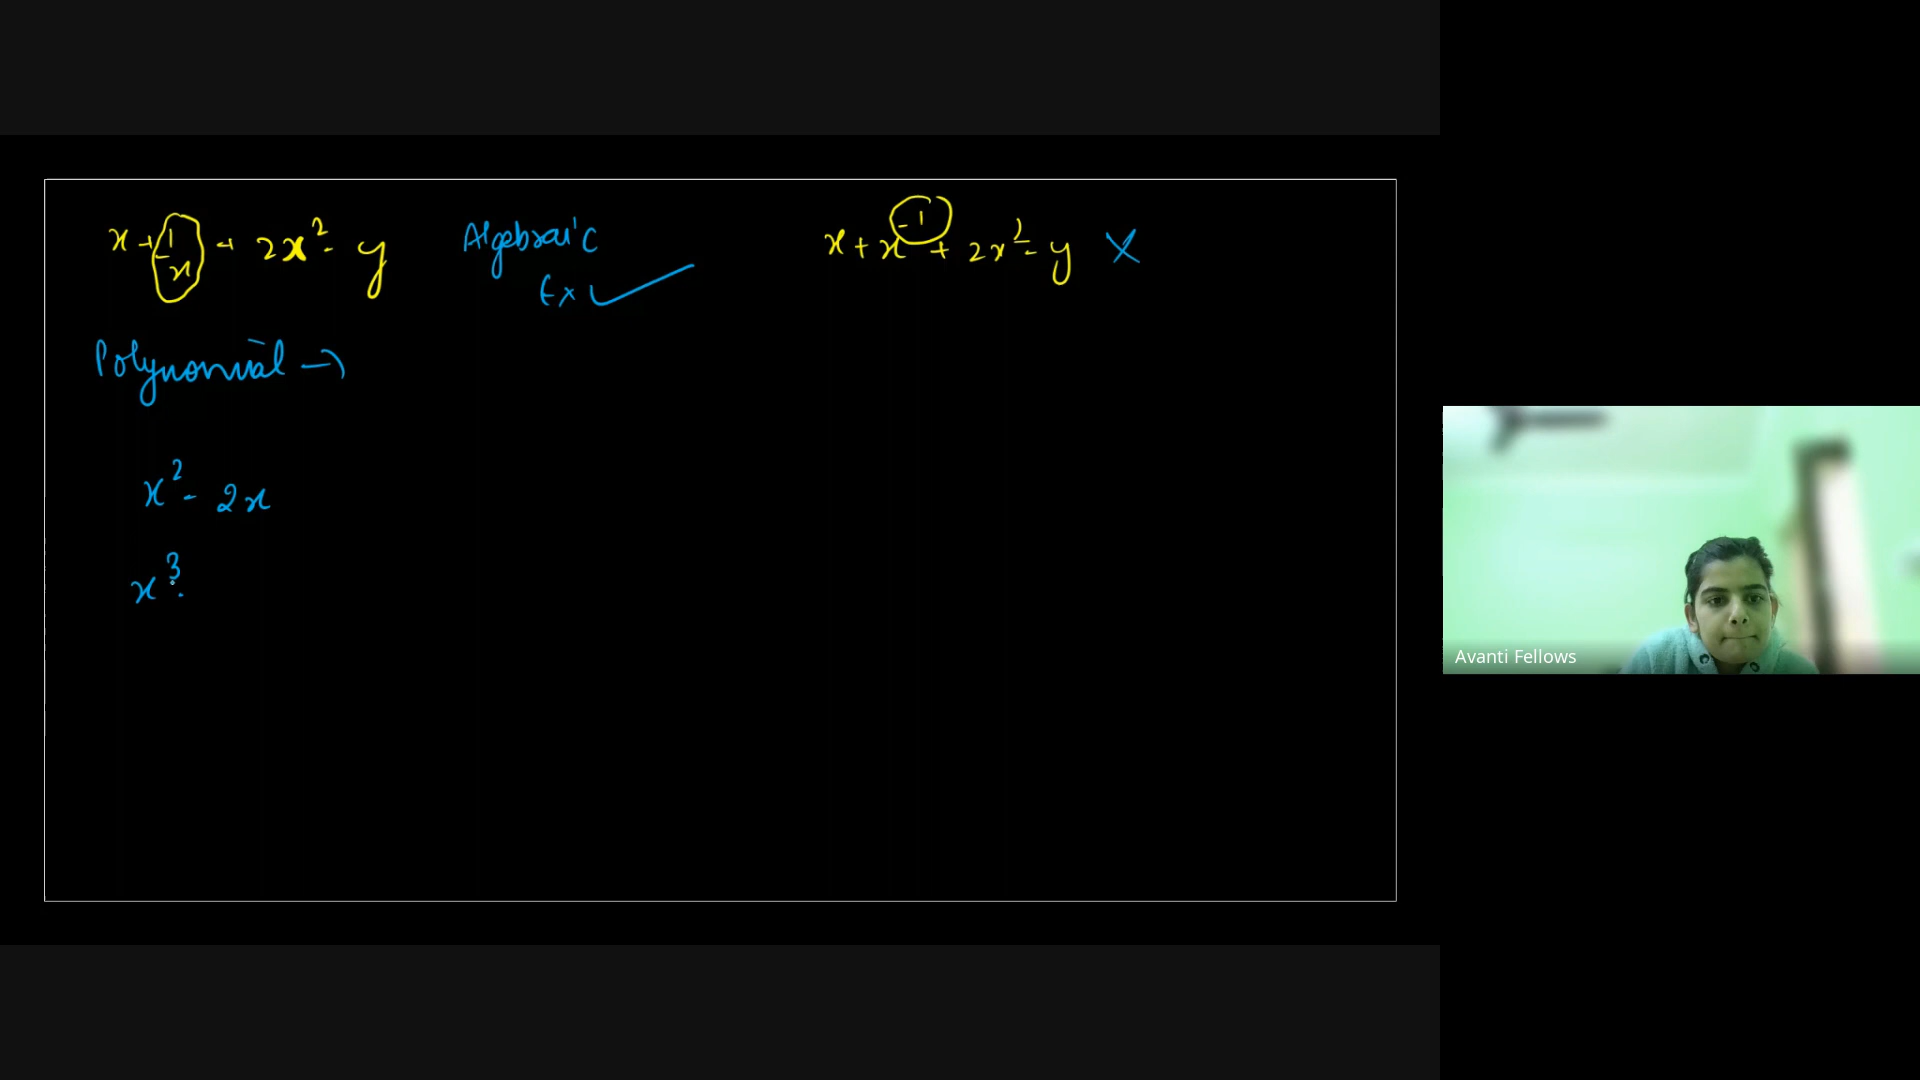 x + 1/x + 2x² - y Algebraic Ex ✓
x + x⁻¹ + 2x² - y X
Polynomial →
x² - 2x
x³
Avanti Fellows